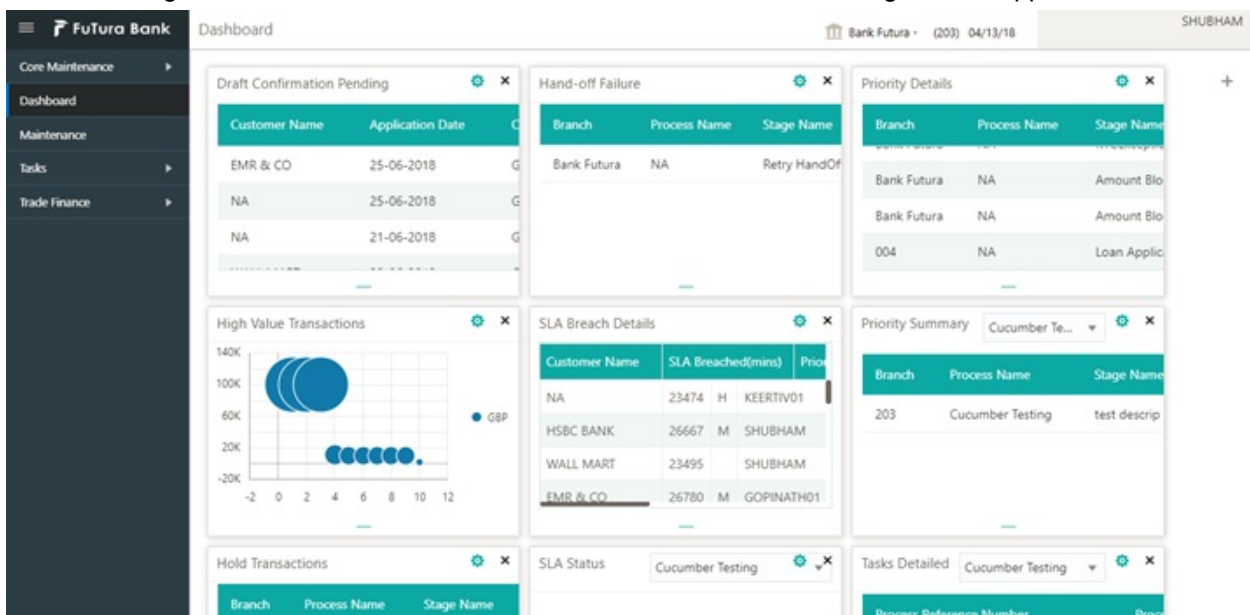 FuTura Bank
Dashboard
Bank Futura - (203) 04/13/18
SHUBHAM
Core Maintenance
Dashboard
Maintenance
Tasks
Trade Finance
Draft Confirmation Pending
Customer Name Application Date C
EMR & CO 25-06-2018 G
NA 25-06-2018 G
NA 21-06-2018 G
Hand-off Failure
Branch Process Name Stage Name
Bank Futura NA Retry HandOf
Priority Details
Branch Process Name Stage Name
Bank Futura NA Amount Blo
Bank Futura NA Amount Blo
004 NA Loan Applic
High Value Transactions
140K
100K
60K
20K
-20K
-2 0 2 4 6 8 10 12
GBP
SLA Breach Details
Customer Name SLA Breached(mins) Prior
NA 23474 H KEERTIV01
HSBC BANK 26667 M SHUBHAM
WALL MART 23495 SHUBHAM
EMR & CO 26780 M GOPINATH01
Priority Summary Cucumber Te...
Branch Process Name Stage Name
203 Cucumber Testing test descrip
Hold Transactions
Branch Process Name Stage Name
SLA Status Cucumber Testing
Tasks Detailed Cucumber Testing
Process Reference Number Proce